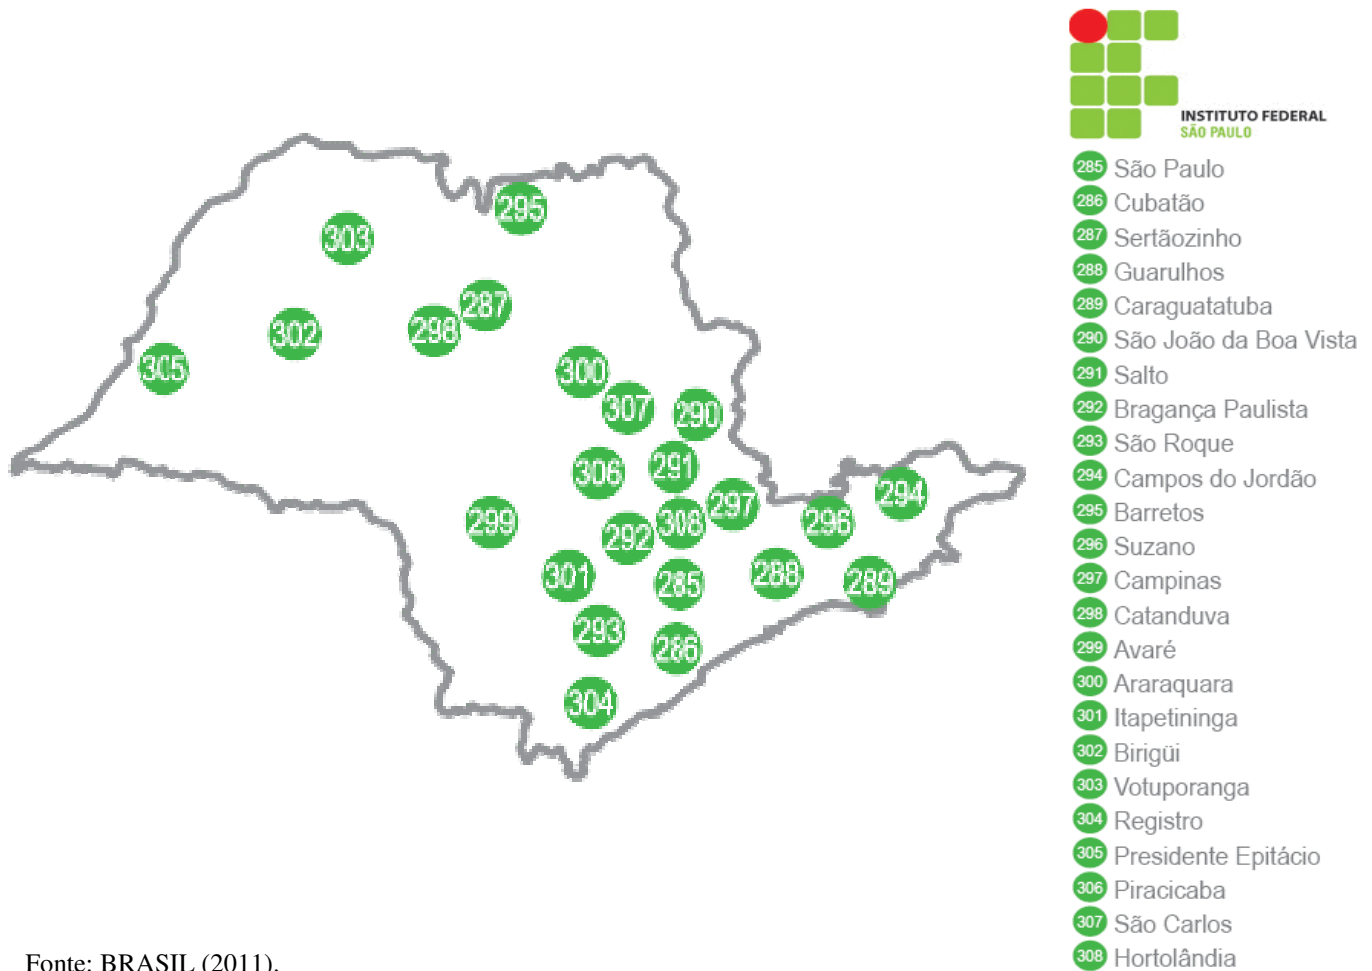 INSTITUTO FEDERAL
SÃO PAULO
285 São Paulo
286 Cubatão
287 Sertãozinho
288 Guarulhos
289 Caraguatatuba
290 São João da Boa Vista
291 Salto
292 Bragança Paulista
293 São Roque
294 Campos do Jordão
295 Barretos
296 Suzano
297 Campinas
298 Catanduva
299 Avaré
300 Araraquara
301 Itapetininga
302 Birigüi
303 Votuporanga
304 Registro
305 Presidente Epitácio
306 Piracicaba
307 São Carlos
308 Hortolândia
295
303
287
298
302
305
300
307
290
291
306
294
297
299
296
308
292
301
288
285
289
293
286
304
Fonte: BRASIL (2011).